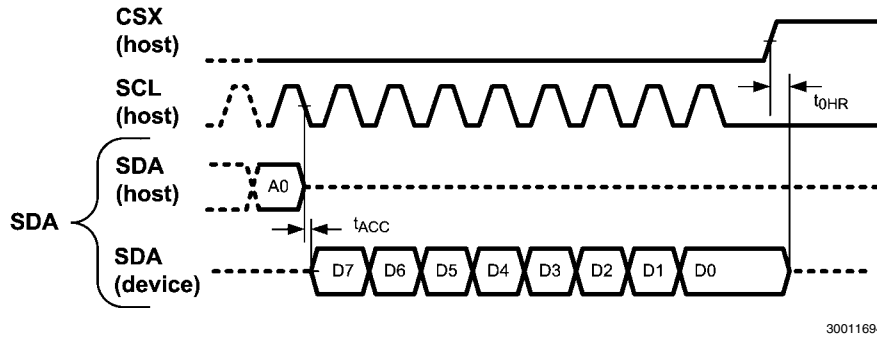 CSX
(host)
SCL
(host)
t0HR
SDA
(host)
A0
SDA
tACC
SDA
(device)
D7 D6 D5 D4 D3 D2 D1 D0
3001169